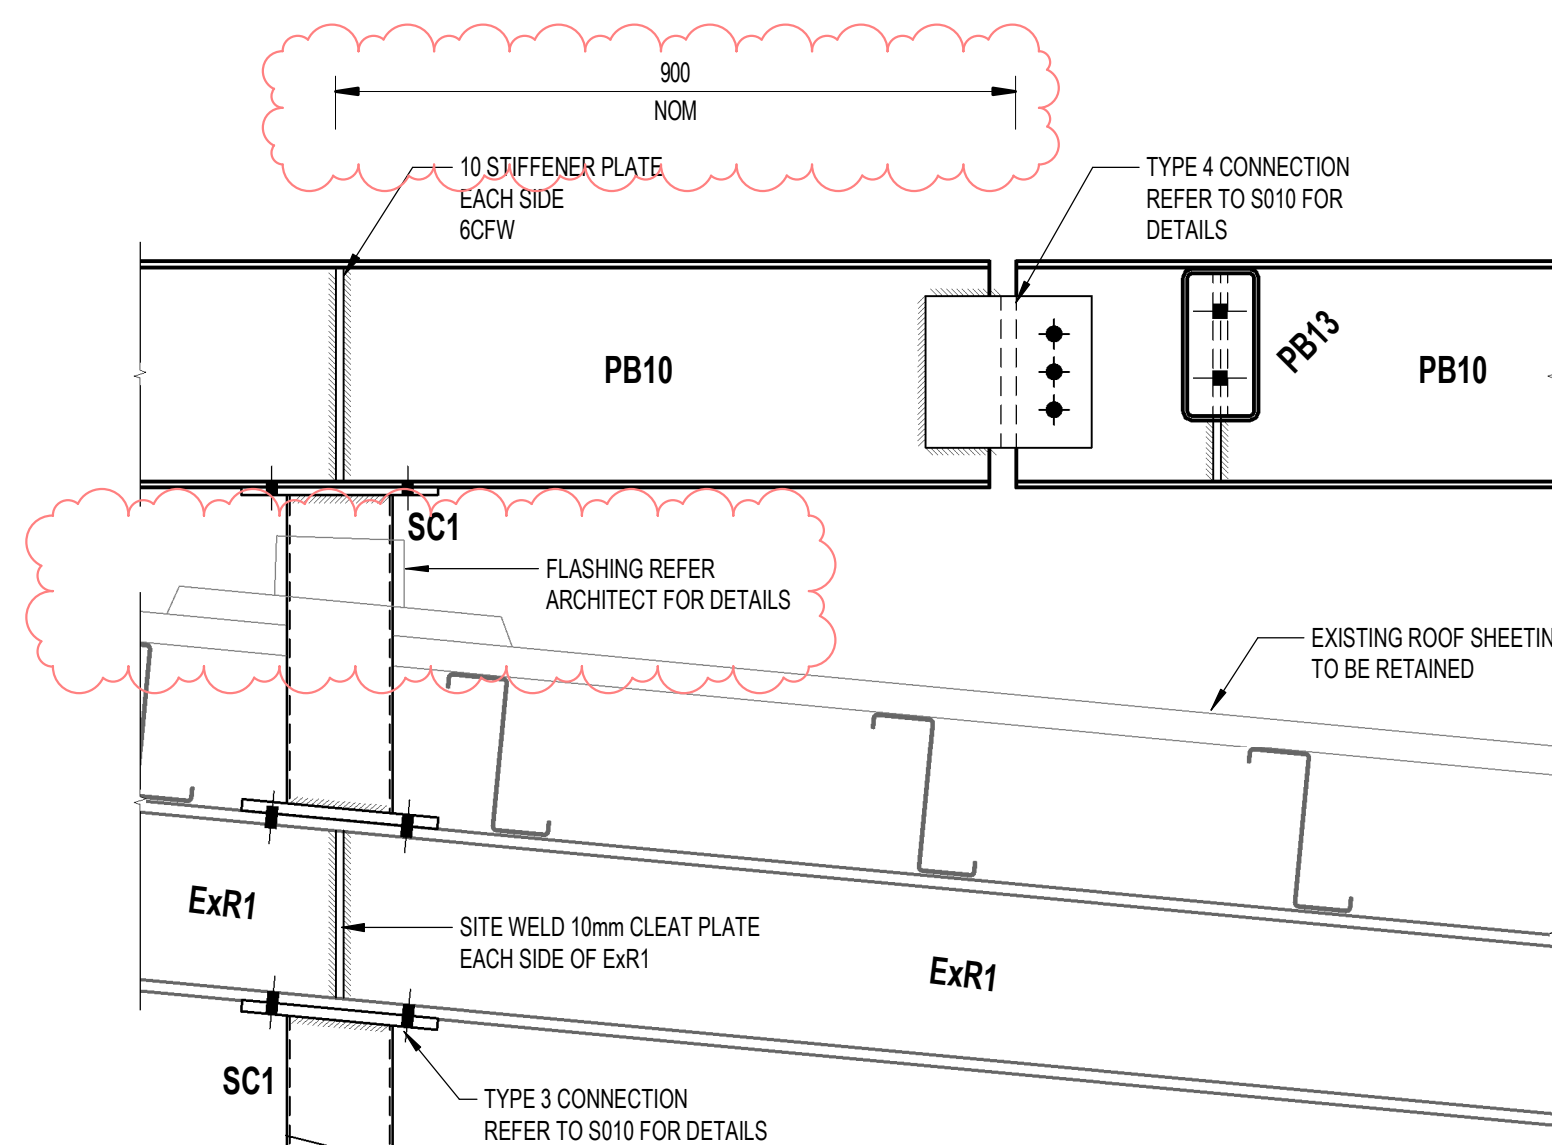 900
NOM
10 STIFFENER PLATE
EACH SIDE
6CFW
TYPE 4 CONNECTION
REFER TO S010 FOR
DETAILS
PB10
PB13
PB10
SC1
FLASHING REFER
ARCHITECT FOR DETAILS
EXISTING ROOF SHEETIN
TO BE RETAINED
ExR1
SITE WELD 10mm CLEAT PLATE
EACH SIDE OF ExR1
ExR1
SC1
TYPE 3 CONNECTION
REFER TO S010 FOR DETAILS